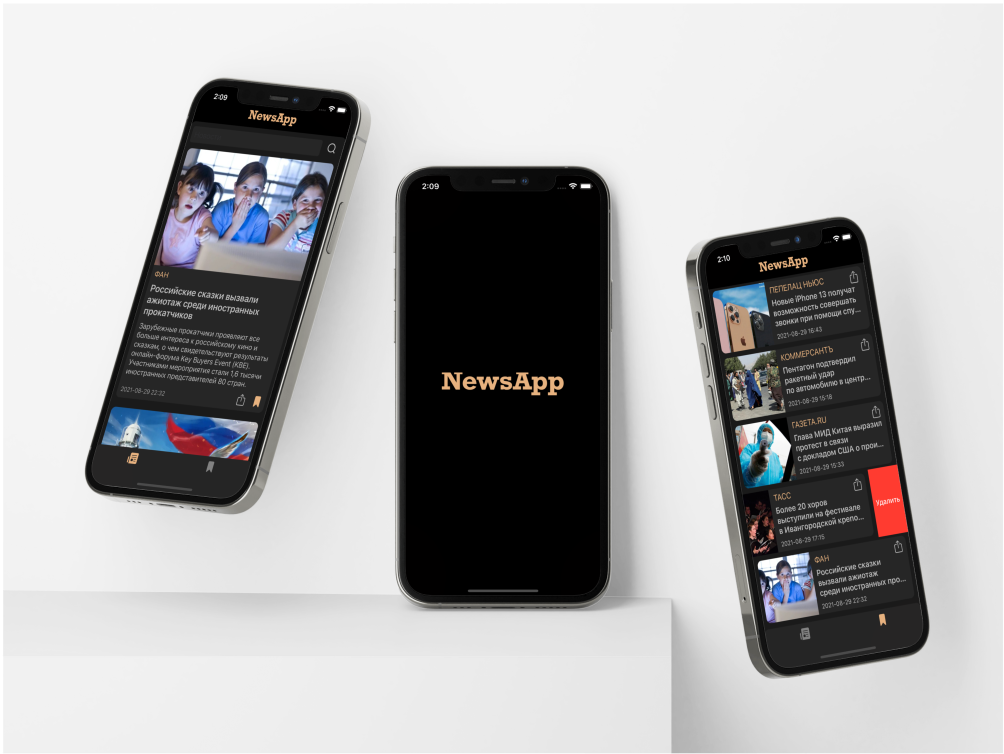 2:09
NewsApp
ФАН
Российские сказки вызвали
ажиотаж среди иностранных
прокатчиков
Зарубежные прокатчики проявляют все
больше интереса к российскому кино и
сказкам, о чем свидетельствуют результаты
онлайн-форума Key Buyers Event (KBE).
Участниками мероприятия стали 1,6 тысячи
иностранных представителей 80 стран.
2021-08-29 22:32
2:09
NewsApp
2:10
NewsApp
ПЕПЕЛАЦ НЬЮС
Новые iPhone 13 получат
возможность совершать
звонки при помощи спу...
2021-08-29 16:43
КОММЕРСАНТЪ
Пентагон подтвердил
ракетный удар
по автомобилю в центр...
2021-08-29 15:18
ГАЗЕТА.RU
Глава МИД Китая выразил
протест в связи
с докладом США о прои...
2021-08-29 15:33
ТАСС
Более 20 хоров
выступили на фестивале
в Ивангородской крепо...
2021-08-29 17:15
Удалить
ФАН
Российские сказки
вызвали ажиотаж
среди иностранных про...
2021-08-29 22:32